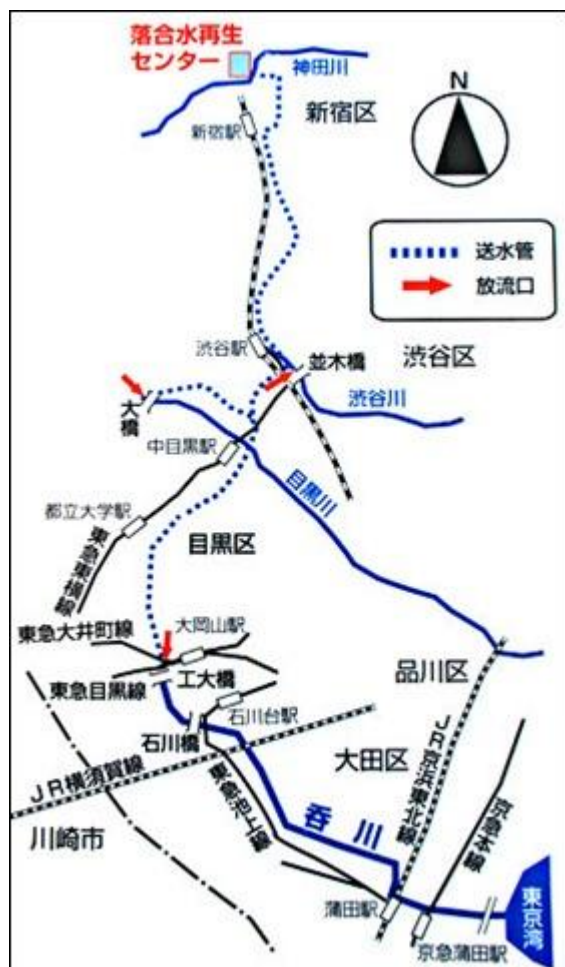 落合水再生
センター
神田川
新宿区
新宿駅
N
送水管
放流口
渋谷駅
並木橋
渋谷区
渋谷川
大橋
中目黒駅
目黒川
都立大学駅
東急東横線
目黒区
東急大井町線
大岡山駅
工大橋
東急目黒線
品川区
石川台駅
石川橋
大田区
JR京浜東北線
JR横須賀線
東急池上線
京急本線
川崎市
呑川
蒲田駅
東京湾
京急蒲田駅